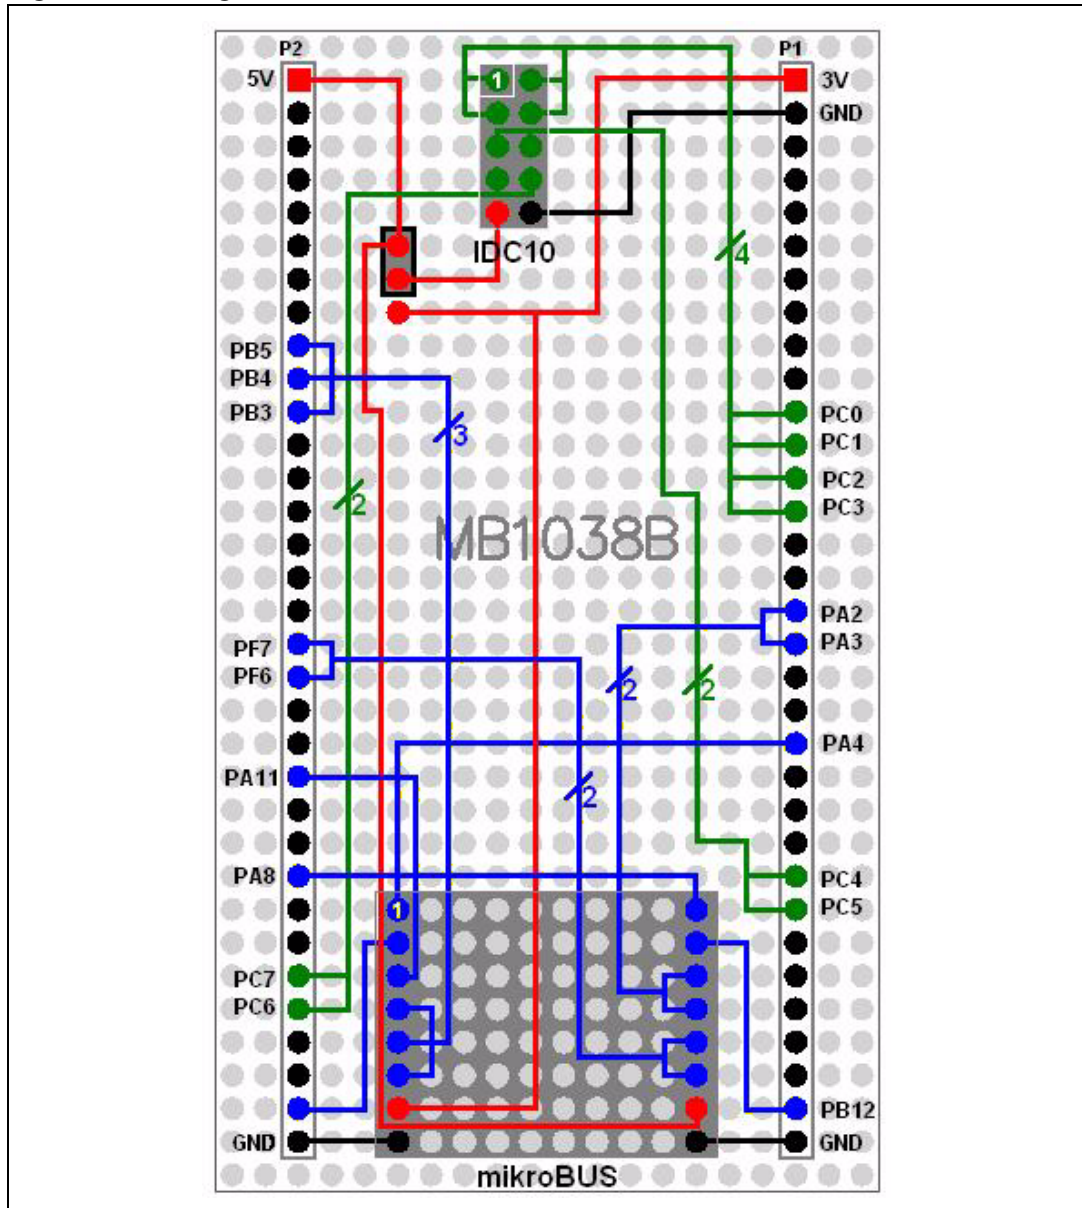 P2
P1
5V
1
3V
GND
IDC10
4
PB5
PB4
PB3
3
PC0
PC1
PC2
PC3
2
MB1038B
PA2
PA3
PF7
PF6
2
2
PA4
PA11
2
PA8
PC4
PC5
1
PC7
PC6
PB12
GND
GND
mikroBUS